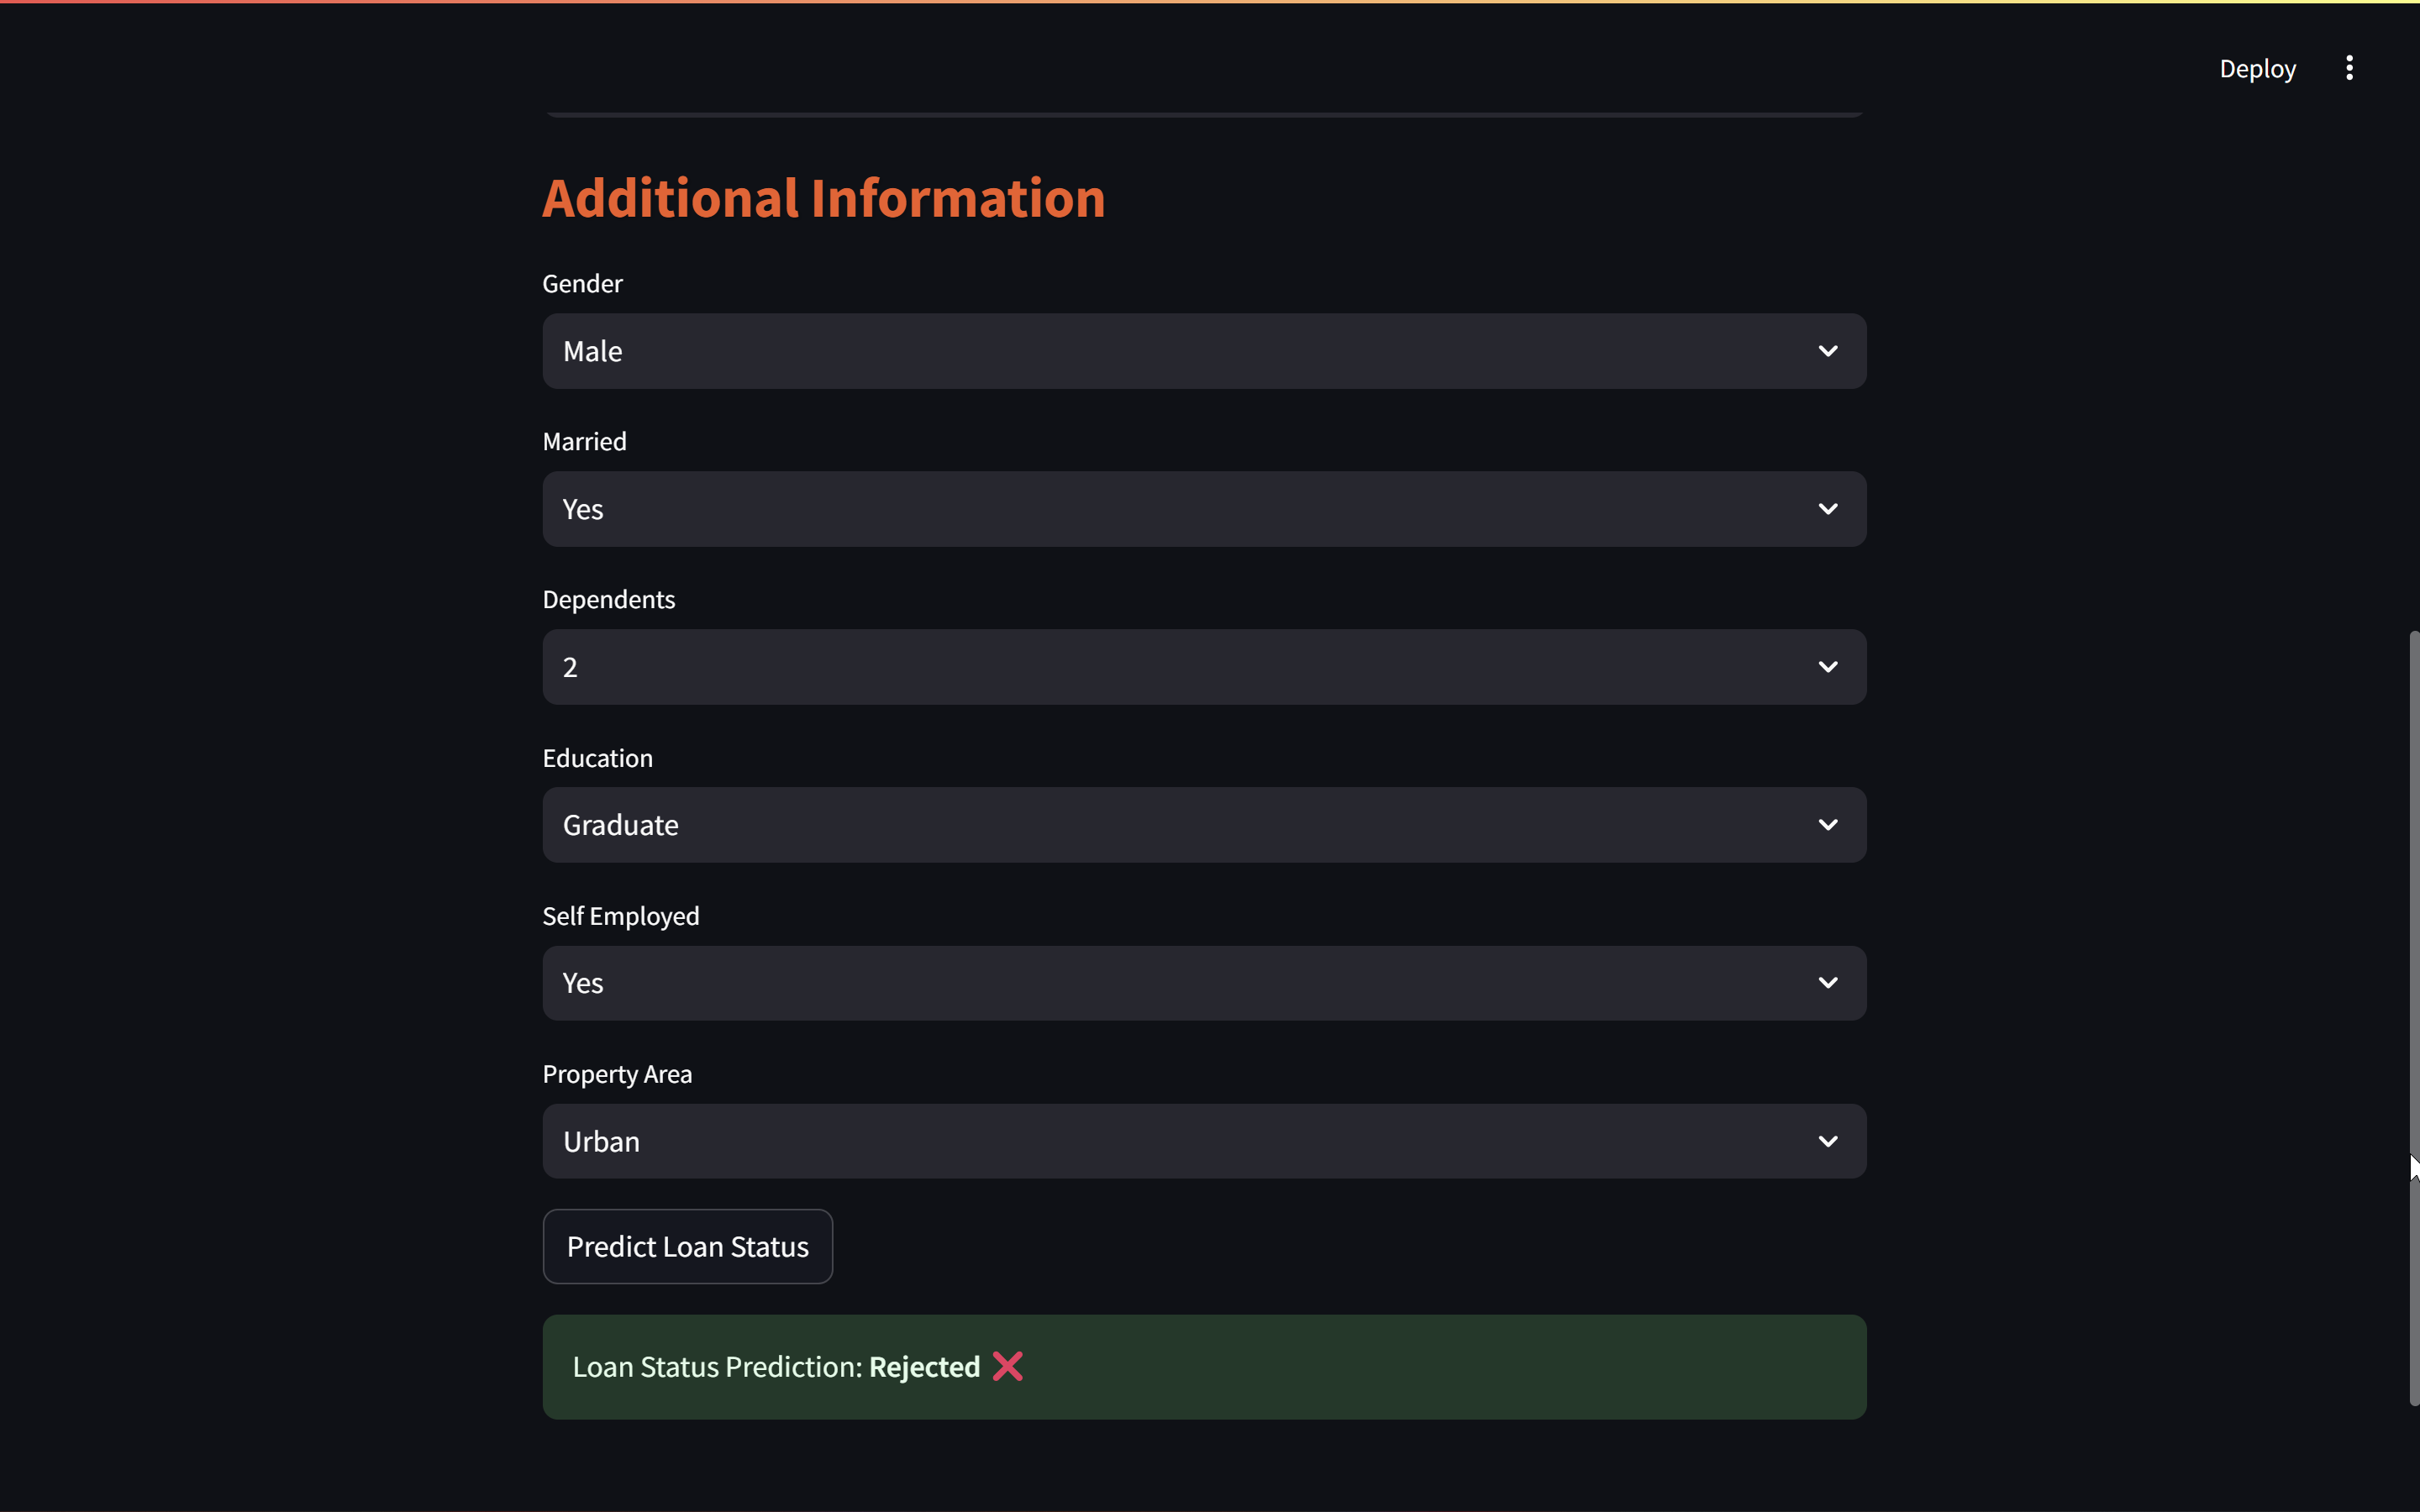 Deploy
Additional Information
Gender
Male
Married
Yes
Dependents
2
Education
Graduate
Self Employed
Yes
Property Area
Urban
Predict Loan Status
Loan Status Prediction: Rejected ❌